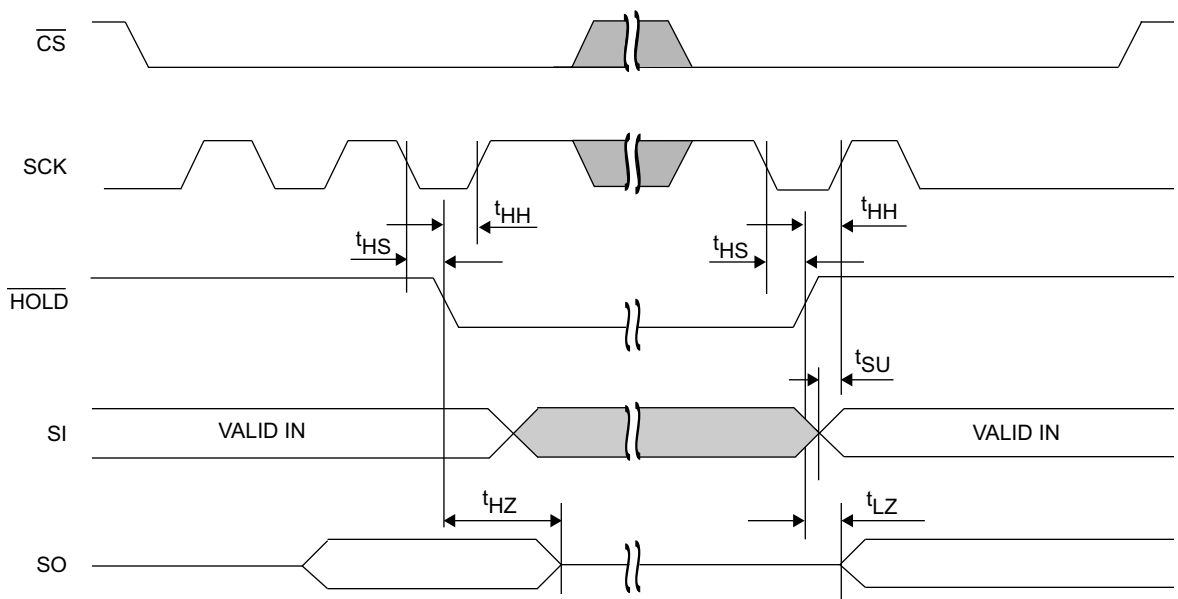 CS
SCK
tHH
tHH
tHS
tHS
HOLD
tSU
SI
VALID IN
VALID IN
tHZ
tLZ
SO